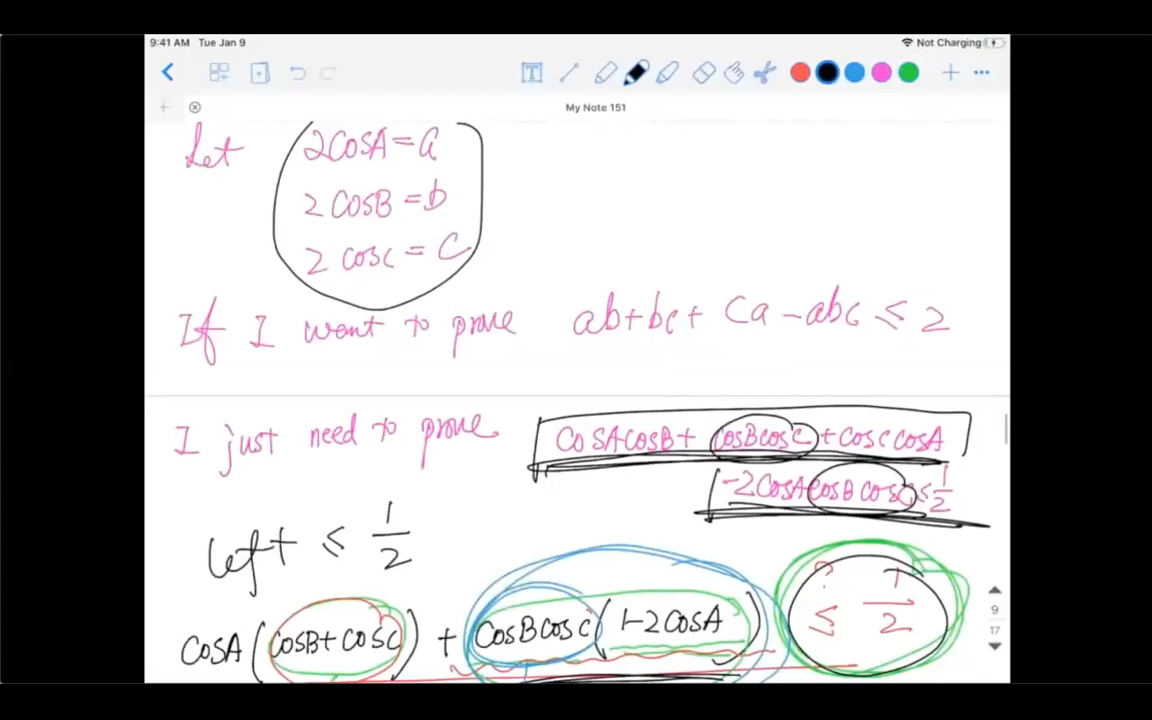 9:41 AM Tue Jan 9
Not Charging
My Note 151
Let 2cosA=a
2cosB=b
2cosc=c
If I want to prove ab+bc+ca-abc≤2
I just need to prove cosAcosB+cosBcosC+cosCcosA
-2cosAcosBcosC≤1/2
left ≤ 1/2
cosA(cosB+cosC)+cosBcosC(1-2cosA) ?≤ 1/2
9
17